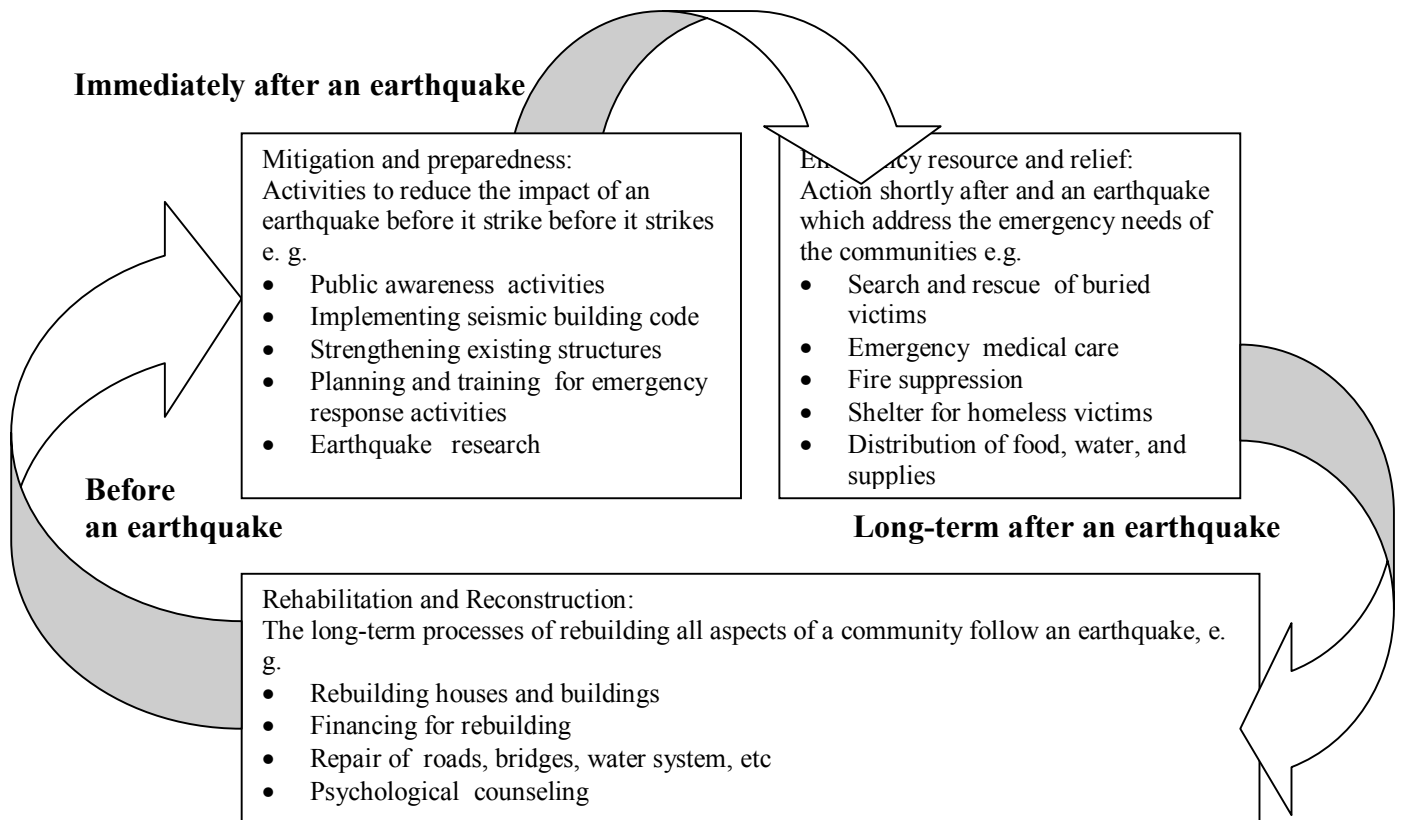 Immediately after an earthquake
Mitigation and preparedness:
Activities to reduce the impact of an
earthquake before it strike before it strikes
e. g.
• Public awareness activities
• Implementing seismic building code
• Strengthening existing structures
• Planning and training for emergency
response activities
• Earthquake research
resource and relief:
Action shortly after and an earthquake
which address the emergency needs of
the communities e.g.
• Search and rescue of buried
victims
• Emergency medical care
• Fire suppression
• Shelter for homeless victims
• Distribution of food, water, and
supplies
Before
an earthquake
Long-term after an earthquake
Rehabilitation and Reconstruction:
The long-term processes of rebuilding all aspects of a community follow an earthquake, e.
g.
• Rebuilding houses and buildings
• Financing for rebuilding
• Repair of roads, bridges, water system, etc
• Psychological counseling